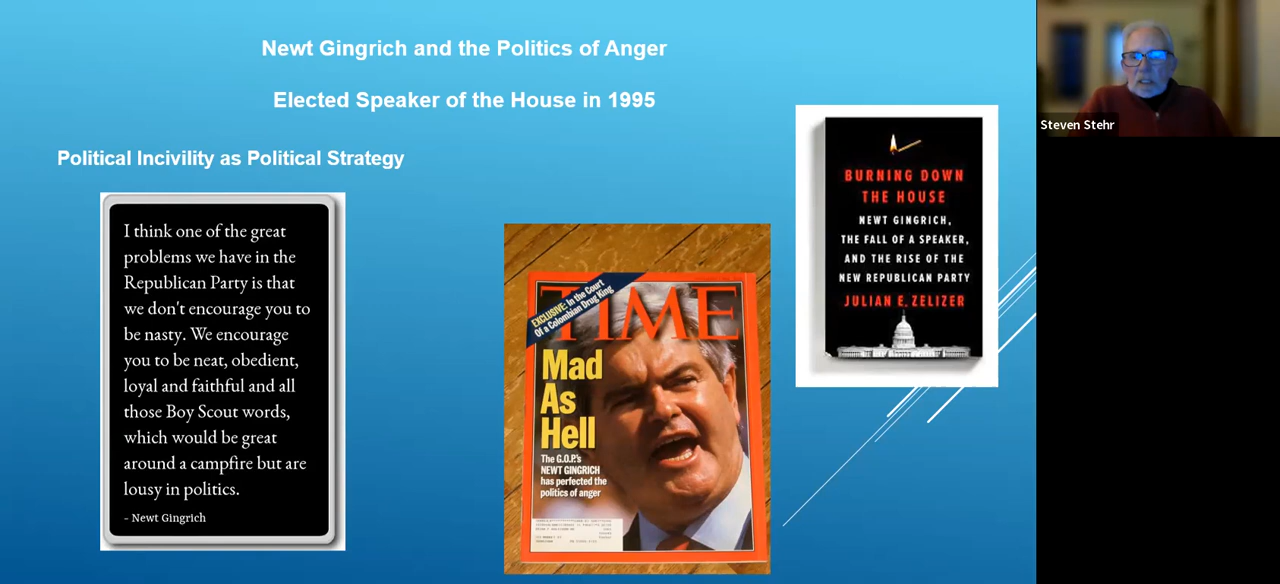 Newt Gingrich and the Politics of Anger
Elected Speaker of the House in 1995
Political Incivility as Political Strategy
I think one of the great
problems we have in the
Republican Party is that
we don't encourage you to
be nasty. We encourage
you to be neat, obedient,
loyal and faithful and all
those Boy Scout words,
which would be great
around a campfire but are
lousy in politics.
- Newt Gingrich
EXCLUSIVE: In the Court
Of a Colombian Drug King
TIME
Mad
As
Hell
The G.O.P.'s
NEWT GINGRICH
has perfected the
politics of anger
BURNING DOWN
THE HOUSE
NEWT GINGRICH,
THE FALL OF A SPEAKER,
AND THE RISE OF THE
NEW REPUBLICAN PARTY
JULIAN E. ZELIZER
Steven Stehr